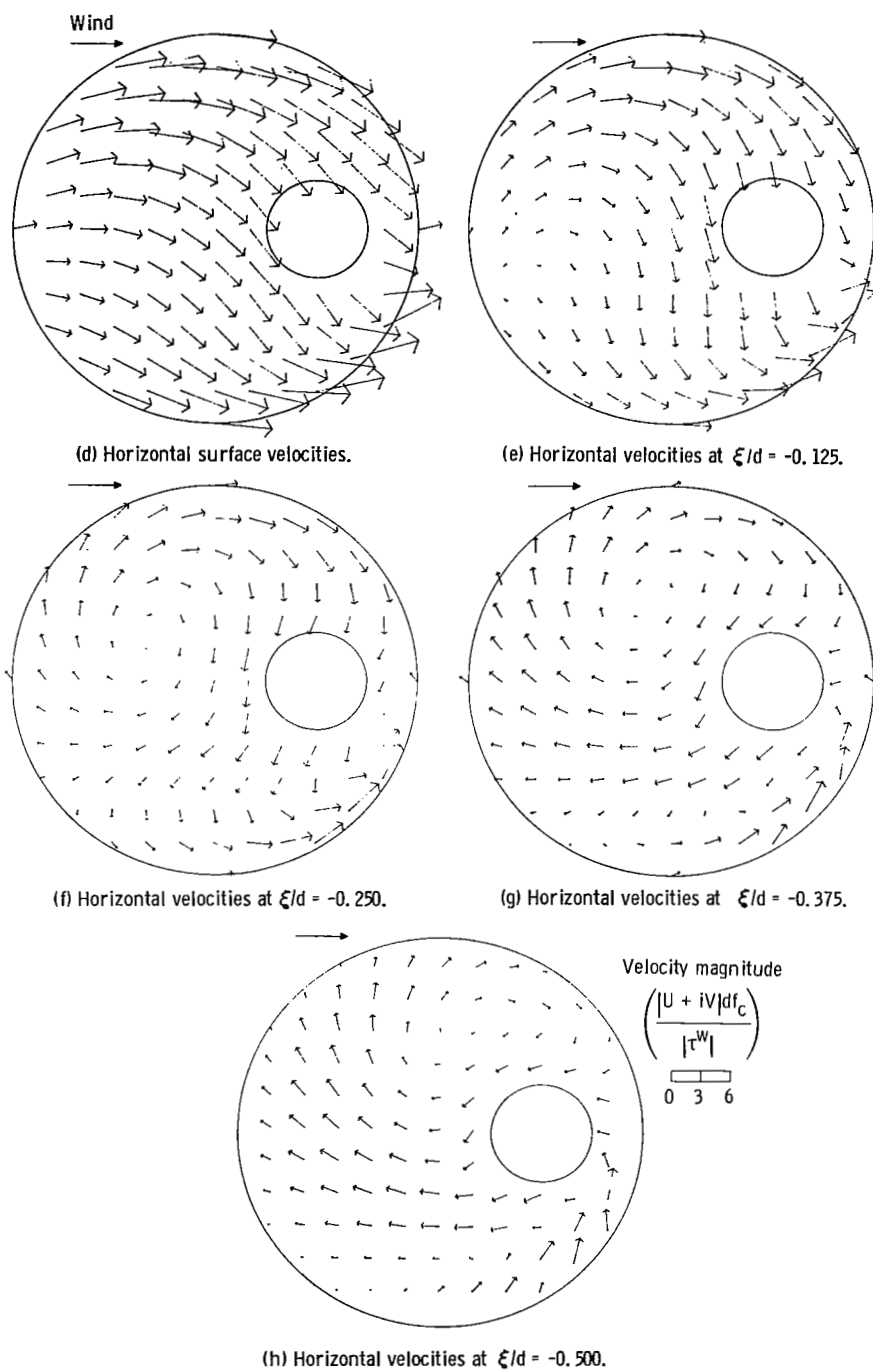 Wind
(d) Horizontal surface velocities.
(e) Horizontal velocities at ξ/d = -0.125.
(f) Horizontal velocities at ξ/d = -0.250.
(g) Horizontal velocities at ξ/d = -0.375.
Velocity magnitude
(|U + iV|df_c / |τ^W|)
0 3 6
(h) Horizontal velocities at ξ/d = -0.500.